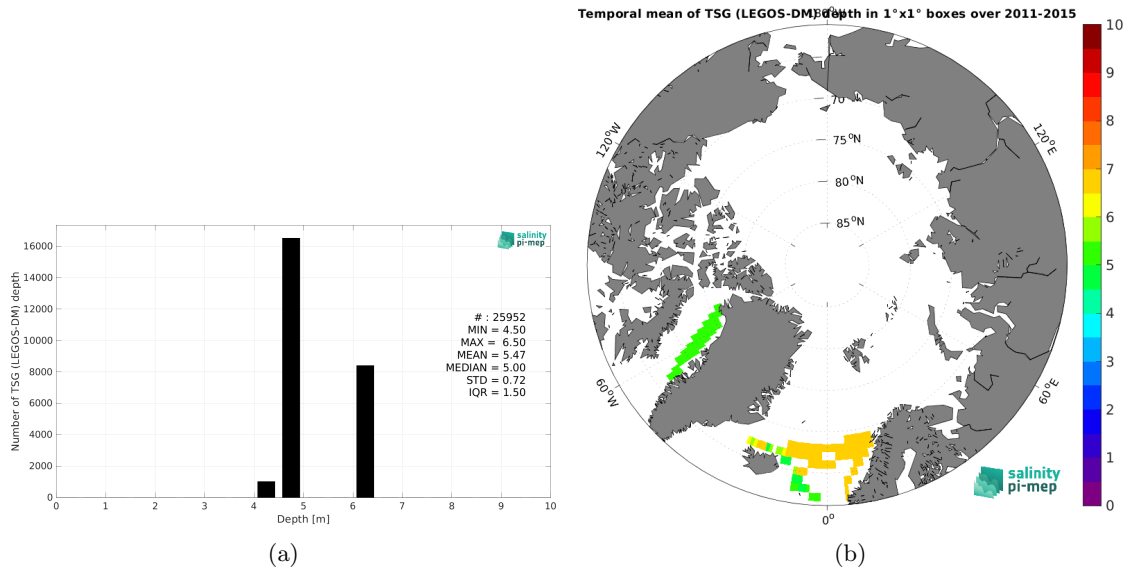 salinity
pi-mep
Number of TSG (LEGOS-DM) depth
16000
14000
12000
10000
8000
6000
4000
2000
0
# : 25952
MIN = 4.50
MAX = 6.50
MEAN = 5.47
MEDIAN = 5.00
STD = 0.72
IQR = 1.50
0 1 2 3 4 5 6 7 8 9 10
Depth [m]
(a)
Temporal mean of TSG (LEGOS-DM) depth in 1°x1° boxes over 2011-2015
180°W
120°W
120°E
60°W
60°E
0°
70
75°N
80°N
85°N
10
9
8
7
6
5
4
3
2
1
0
salinity
pi-mep
(b)